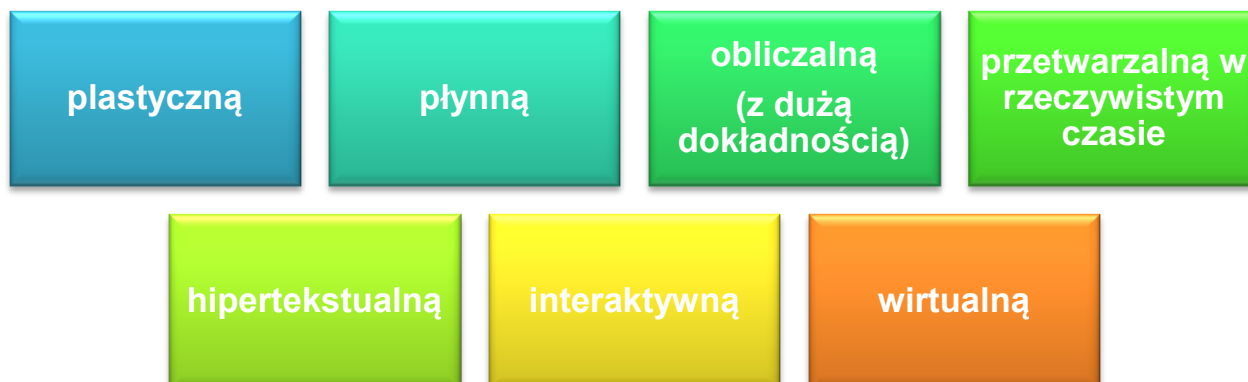 plastyczną
płynną
obliczalną
(z dużą
dokładnością)
przetwarzalną w
rzeczywistym
czasie
hipertekstualną
interaktywną
wirtualną